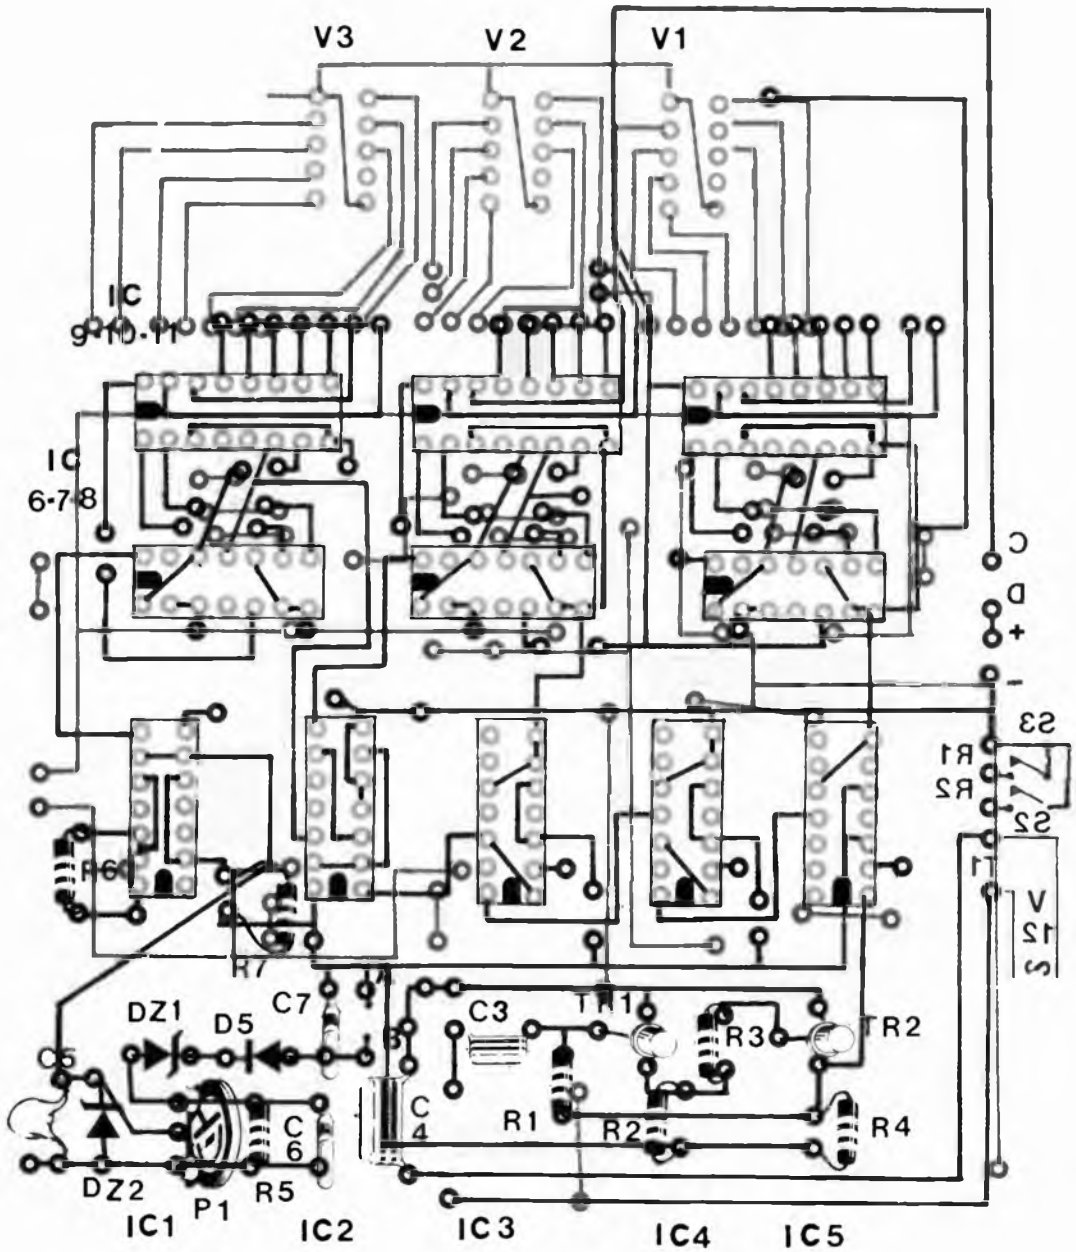 V3 V2 V1
IC
9-10-11
IC
6-7-8
C
D
+
-
S3
R1
R2
S2
T1
V
12
R6
R7
C7
C3
TR1
R3
TR2
DZ1 D5
C5
C
6
C
4
R1
R2
R4
DZ2
P1
R5
IC1 IC2 IC3 IC4 IC5